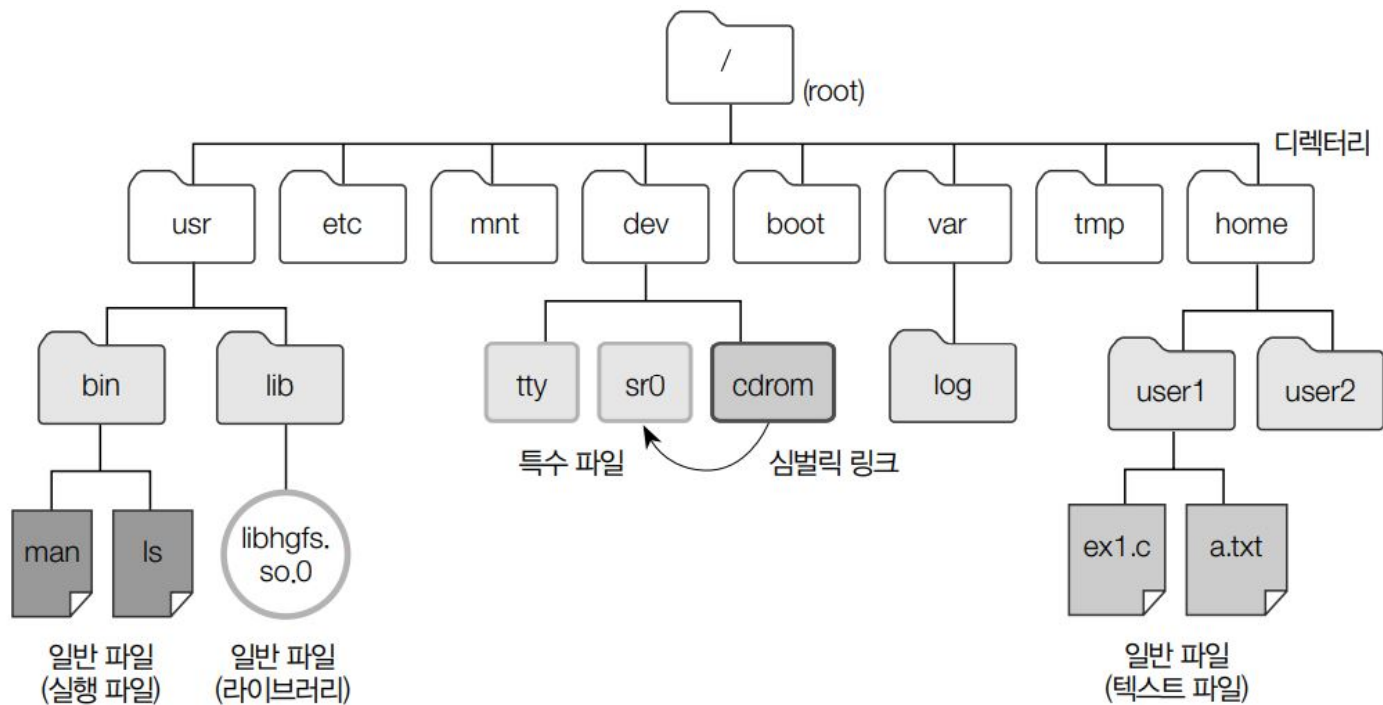 /
(root)
디렉터리
usr
etc
mnt
dev
boot
var
tmp
home
bin
lib
tty
sr0
cdrom
log
user1
user2
특수 파일
심벌릭 링크
man
ls
libhgfs.
so.0
ex1.c
a.txt
일반 파일
(실행 파일)
일반 파일
(라이브러리)
일반 파일
(텍스트 파일)